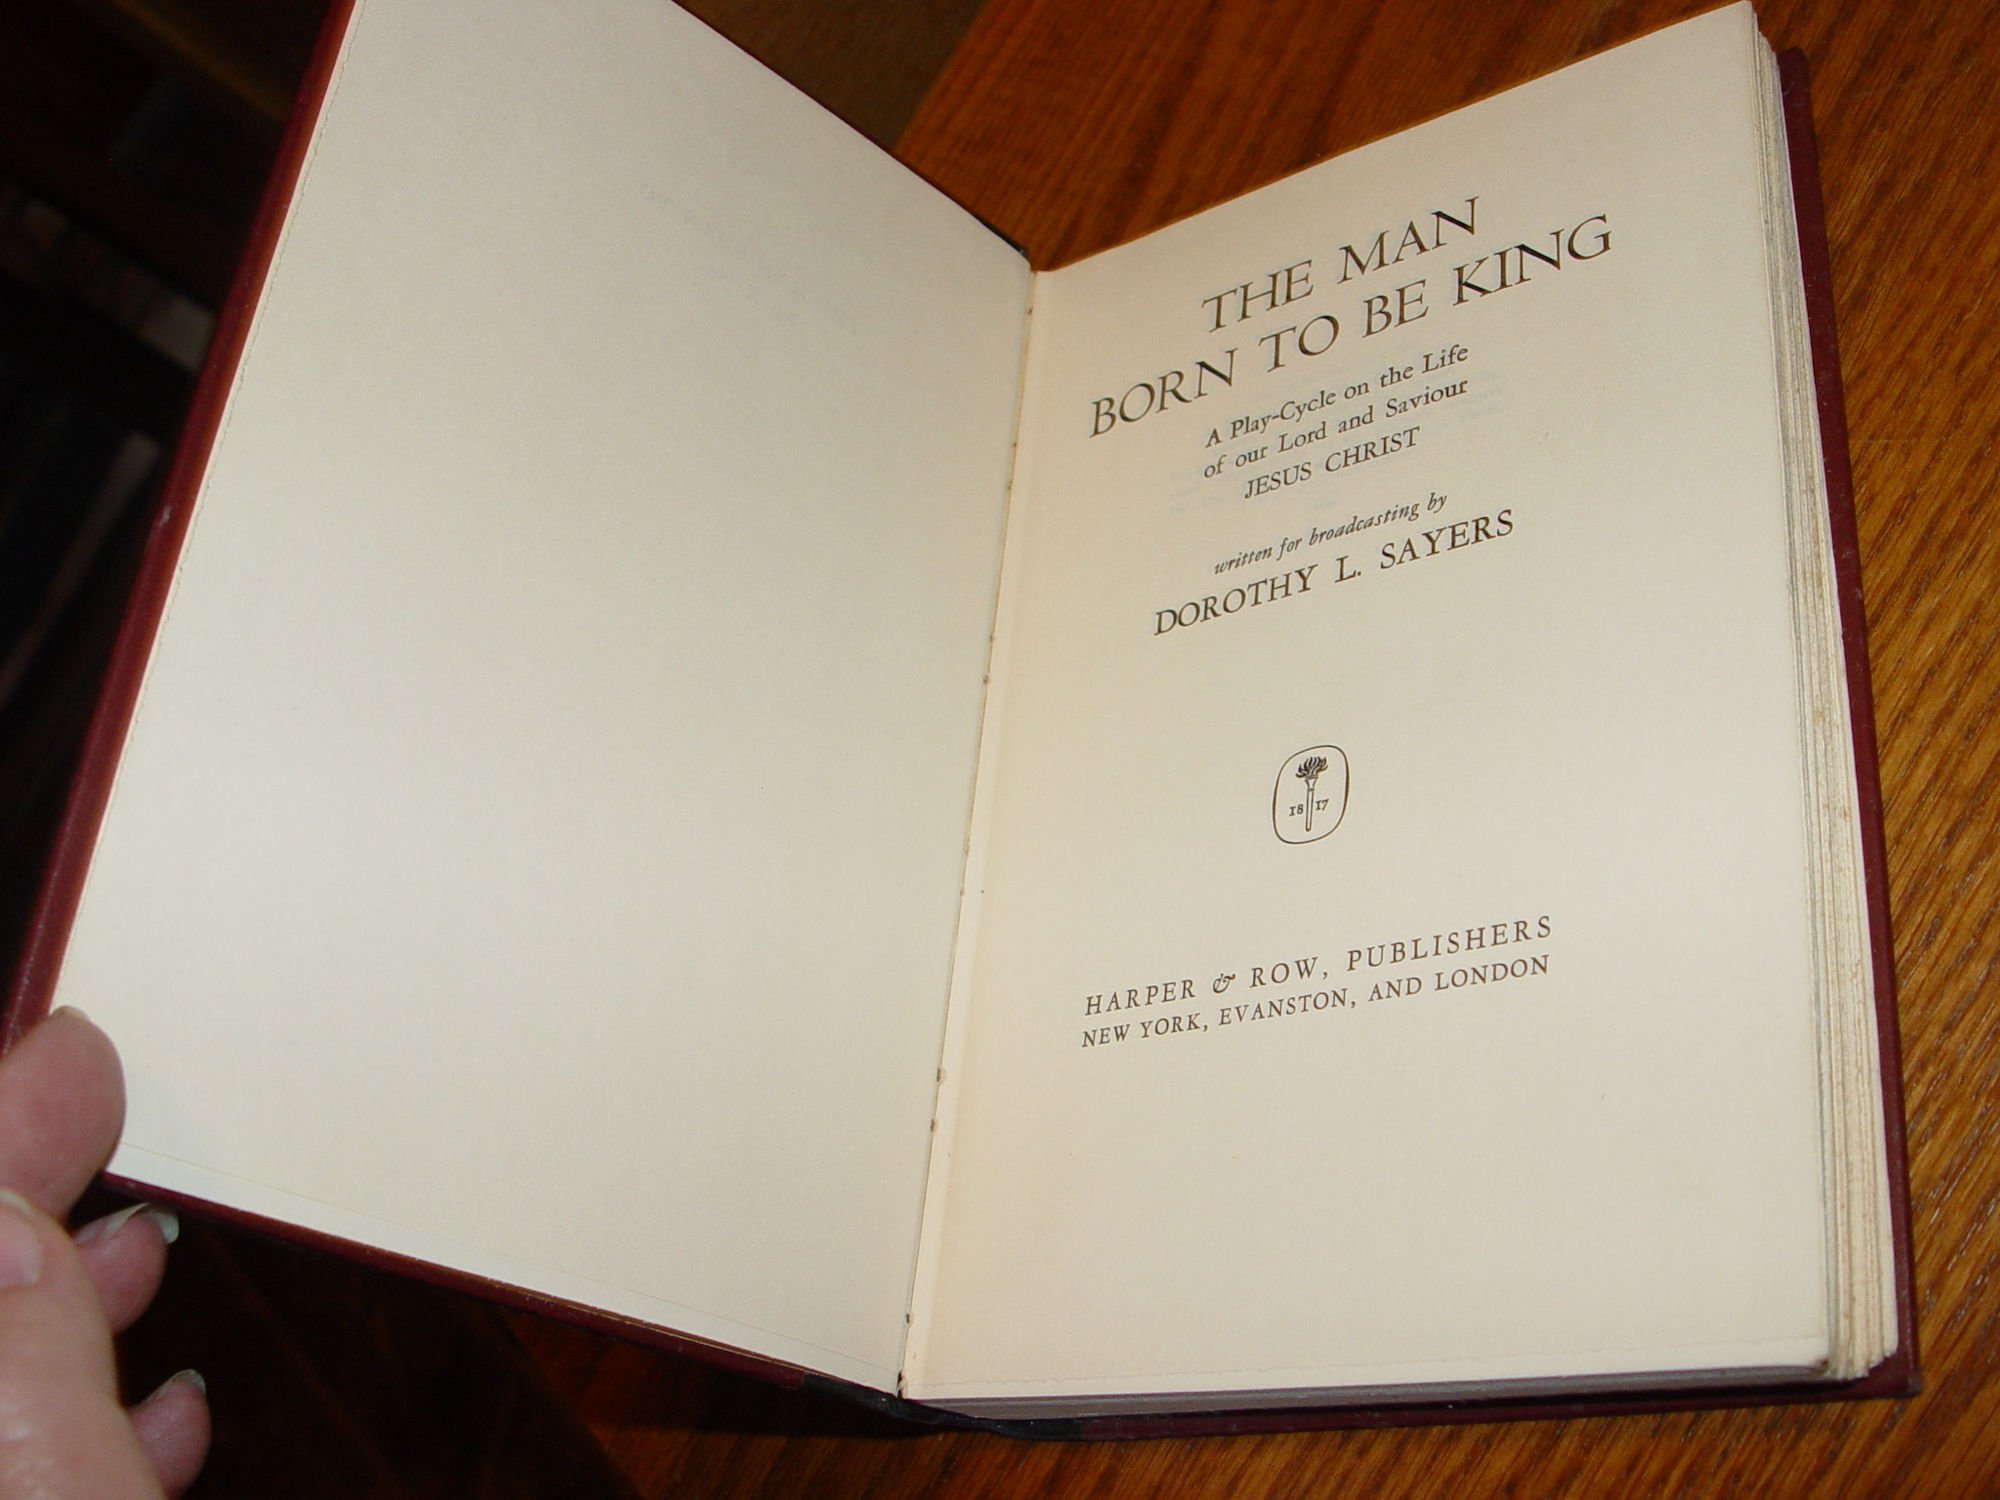 THE MAN
BORN TO BE KING
A Play-Cycle on the Life
of our Lord and Saviour
JESUS CHRIST
written for broadcasting by
DOROTHY L. SAYERS
18 17
HARPER & ROW, PUBLISHERS
NEW YORK, EVANSTON, AND LONDON